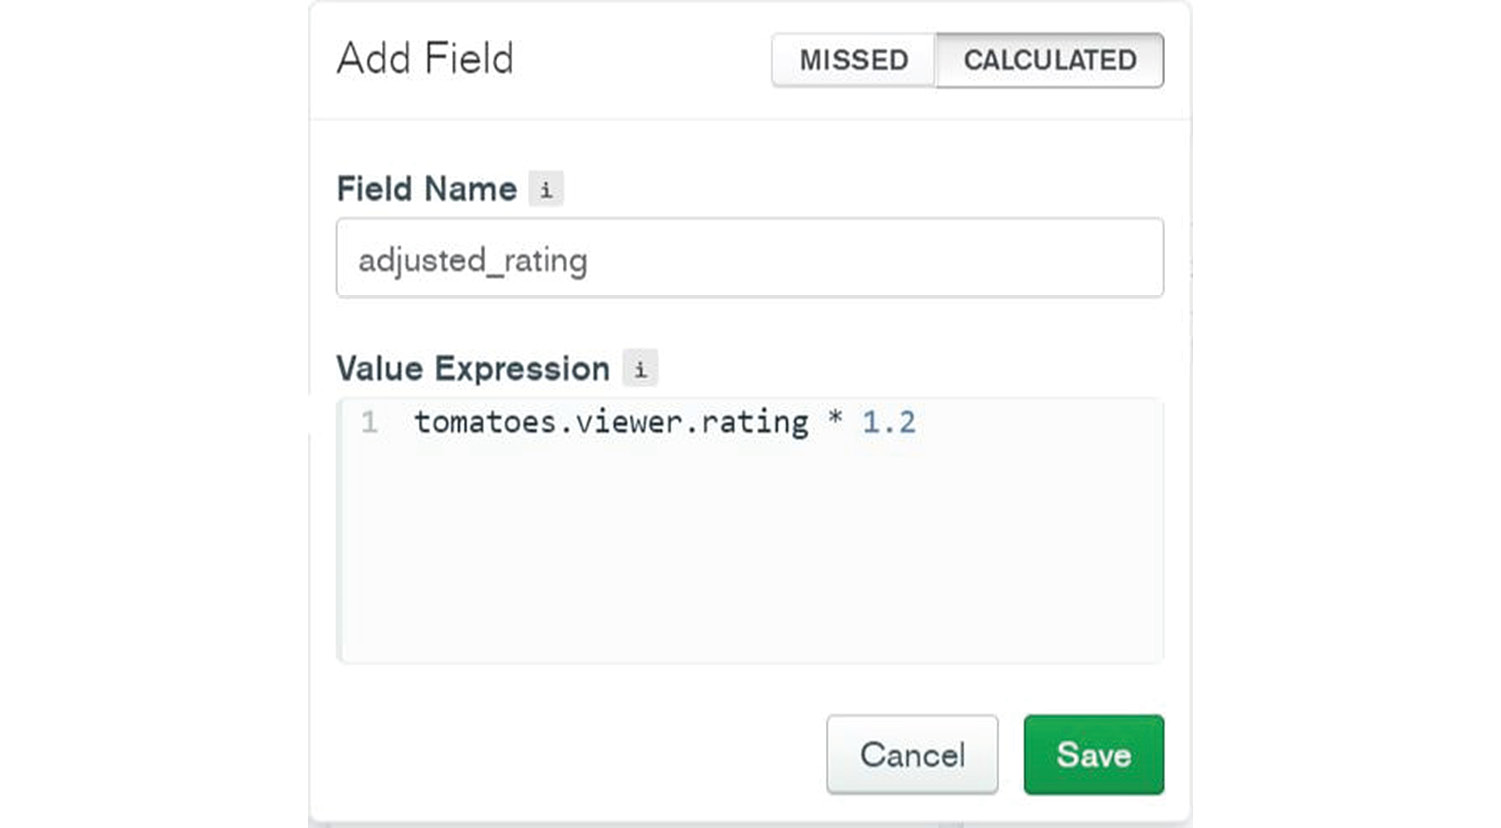 Add Field
MISSED
CALCULATED
Field Name i
adjusted_rating
Value Expression i
1 tomatoes.viewer.rating * 1.2
Cancel
Save